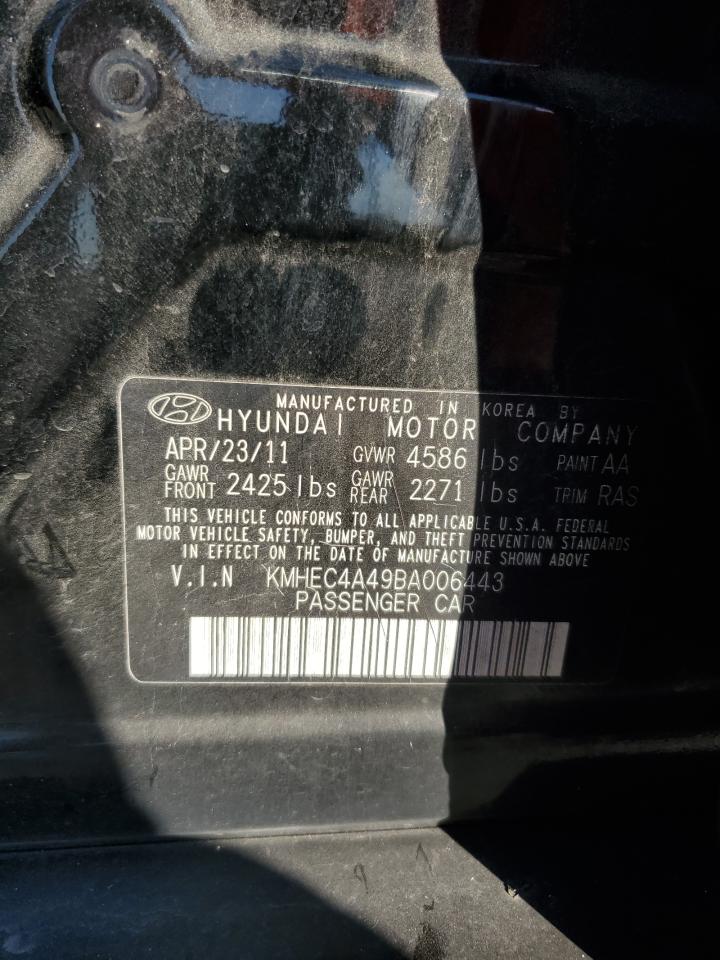 MANUFACTURED IN KOREA BY
HYUNDAI MOTOR COMPANY
APR/23/11 GVWR 4586 lbs PAINT AA
GAWR FRONT 2425 lbs GAWR REAR 2271 lbs TRIM RAS
THIS VEHICLE CONFORMS TO ALL APPLICABLE U.S.A. FEDERAL
MOTOR VEHICLE SAFETY, BUMPER, AND THEFT PREVENTION STANDARDS
IN EFFECT ON THE DATE OF MANUFACTURE SHOWN ABOVE
V.I.N KMHEC4A49BA006443
PASSENGER CAR